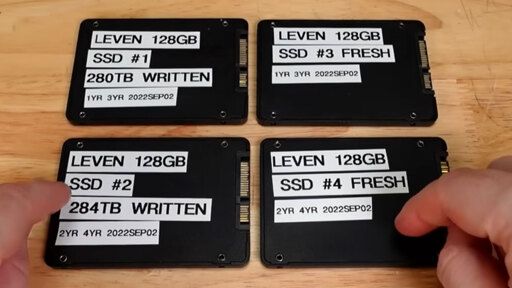 LEVEN 128GB
SSD #1
280TB WRITTEN
1YR 3YR 2022SEP02
LEVEN 128GB
SSD #3 FRESH
1YR 3YR 2022SEP02
LEVEN 128GB
SSD #2
284TB WRITTEN
2YR 4YR 2022SEP02
LEVEN 128GB
SSD #4 FRESH
2YR 4YR 2022SEP02